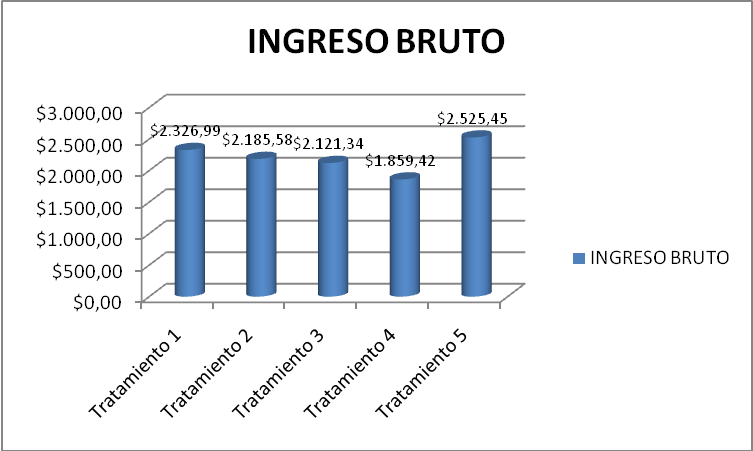 INGRESO BRUTO
$3.000,00
$2.500,00
$2.000,00
$1.500,00
$1.000,00
$500,00
$0,00
$2.326,99
$2.185,58
$2.121,34
$1.859,42
$2.525,45
Tratamiento 1
Tratamiento 2
Tratamiento 3
Tratamiento 4
Tratamiento 5
INGRESO BRUTO